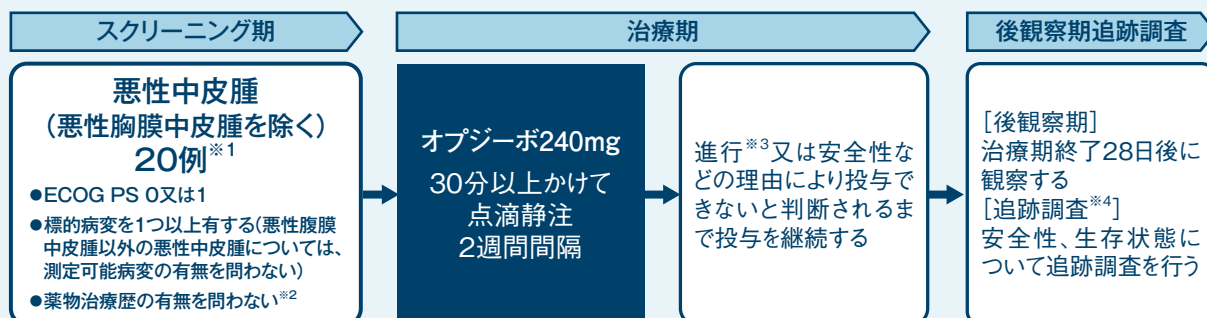 スクリーニング期
治療期
後観察期追跡調査
悪性中皮腫
（悪性胸膜中皮腫を除く）
20例※1
●ECOG PS 0又は1
●標的病変を1つ以上有する（悪性腹膜
中皮腫以外の悪性中皮腫については、
測定可能病変の有無を問わない）
●薬物治療歴の有無を問わない※2
オプジーボ240mg
30分以上かけて
点滴静注
2週間間隔
進行※3又は安全性な
どの理由により投与で
きないと判断されるま
で投与を継続する
［後観察期］
治療期終了28日後に
観察する
［追跡調査※4］
安全性、生存状態に
ついて追跡調査を行う